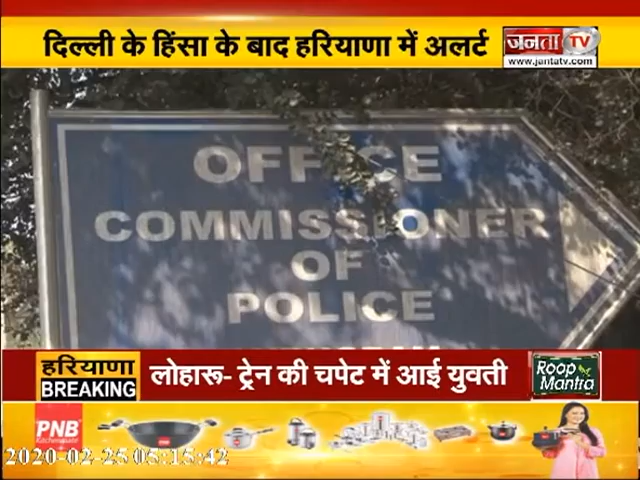 दिल्ली के हिंसा के बाद हरियाणा में अलर्ट
जनता TV
www.jantatv.com
OFFICE
COMMISSIONER
OF
POLICE
हरियाणा
BREAKING
लोहारू- ट्रेन की चपेट में आई युवती
Roop
Mantra
PNB
Kitchenmate
2020-02-25 05:15:42